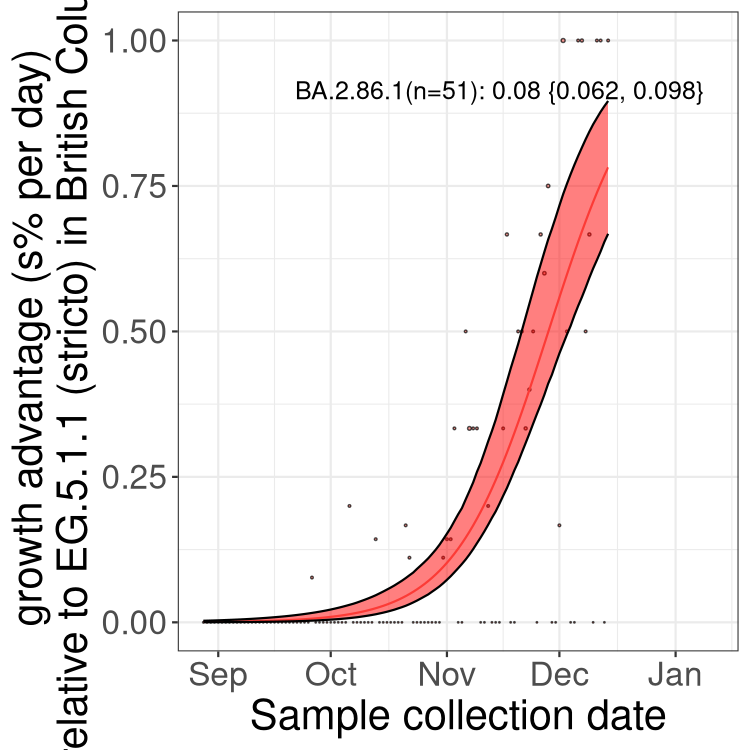 growth advantage (s% per day)
relative to EG.5.1.1 (stricto) in British Colu
1.00
0.75
0.50
0.25
0.00
BA.2.86.1(n=51): 0.08 {0.062, 0.098}
Sep Oct Nov Dec Jan
Sample collection date